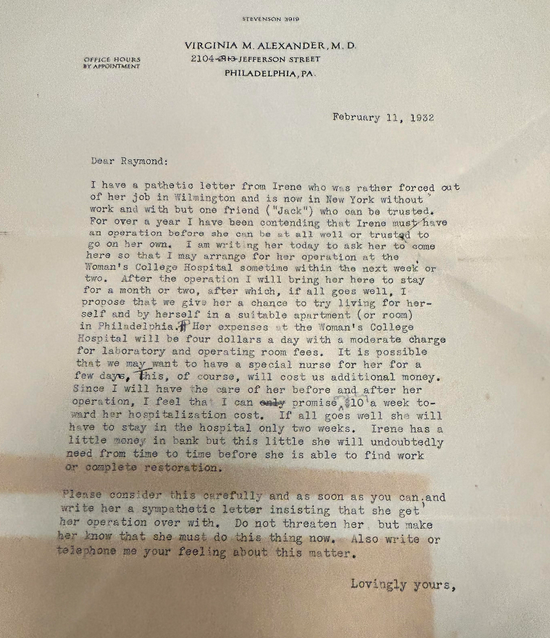 STEVENSON 3919
VIRGINIA M. ALEXANDER, M. D.
OFFICE HOURS
BY APPOINTMENT
2104 JEFFERSON STREET
PHILADELPHIA, PA.
February 11, 1932
Dear Raymond:
I have a pathetic letter from Irene who was rather forced out
of her job in Wilmington and is now in New York without
work and with but one friend ("Jack") who can be trusted.
For over a year I have been contending that Irene must have
an operation before she can be at all well or trusted to
go on her own. I am writing her today to ask her to come
here so that I may arrange for her operation at the
Woman's College Hospital sometime within the next week or
two. After the operation I will bring her here to stay
for a month or two, after which, if all goes well, I
propose that we give her a chance to try living for her-
self and by herself in a suitable apartment (or room)
in Philadelphia. ¶ Her expenses at the Woman's College
Hospital will be four dollars a day with a moderate charge
for laboratory and operating room fees. It is possible
that we may want to have a special nurse for her for a
few days, This, of course, will cost us additional money.
Since I will have the care of her before and after her
operation, I feel that I can only promise $10 a week to-
ward her hospitalization cost. If all goes well she will
have to stay in the hospital only two weeks. Irene has a
little money in bank but this little she will undoubtedly
need from time to time before she is able to find work
or complete restoration.
Please consider this carefully and as soon as you can and
write her a sympathetic letter insisting that she get
her operation over with. Do not threaten her but make
her know that she must do this thing now. Also write or
telephone me your feeling about this matter.
Lovingly yours,